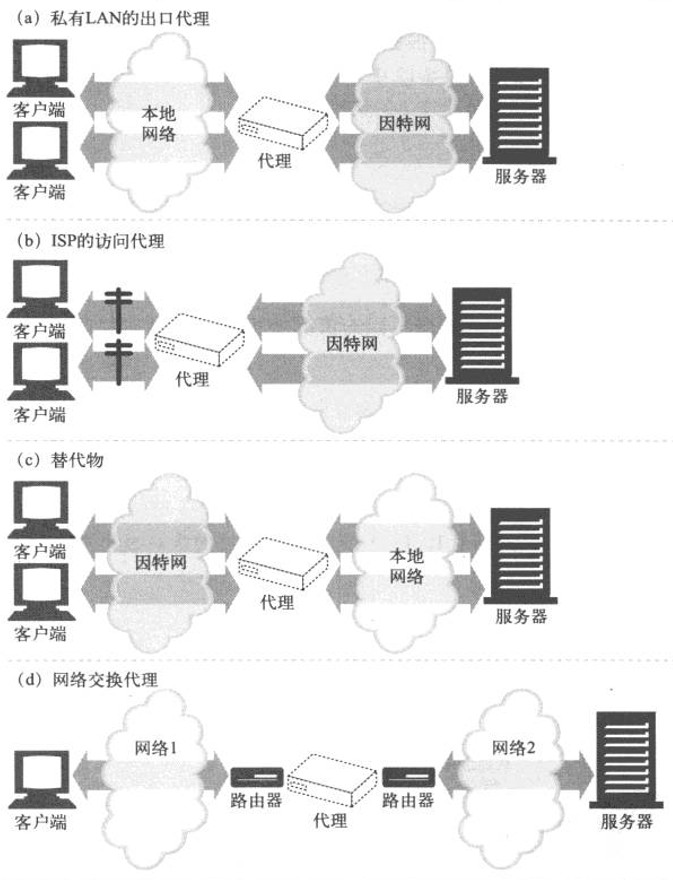 (a) 私有LAN的出口代理
客户端
客户端
本地
网络
代理
因特网
服务器
(b) ISP的访问代理
客户端
客户端
代理
因特网
服务器
(c) 替代物
客户端
客户端
因特网
代理
本地
网络
服务器
(d) 网络交换代理
客户端
网络1
路由器
代理
路由器
网络2
服务器